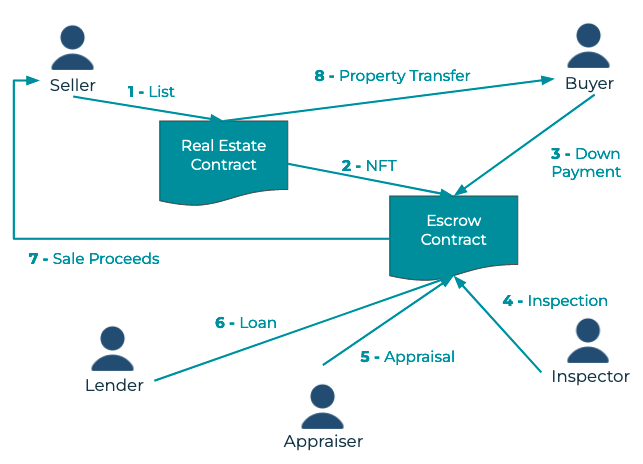 8 - Property Transfer
Seller
Buyer
1 - List
Real Estate
Contract
2 - NFT
3 - Down
Payment
Escrow
Contract
7 - Sale Proceeds
4 - Inspection
6 - Loan
5 - Appraisal
Lender
Inspector
Appraiser